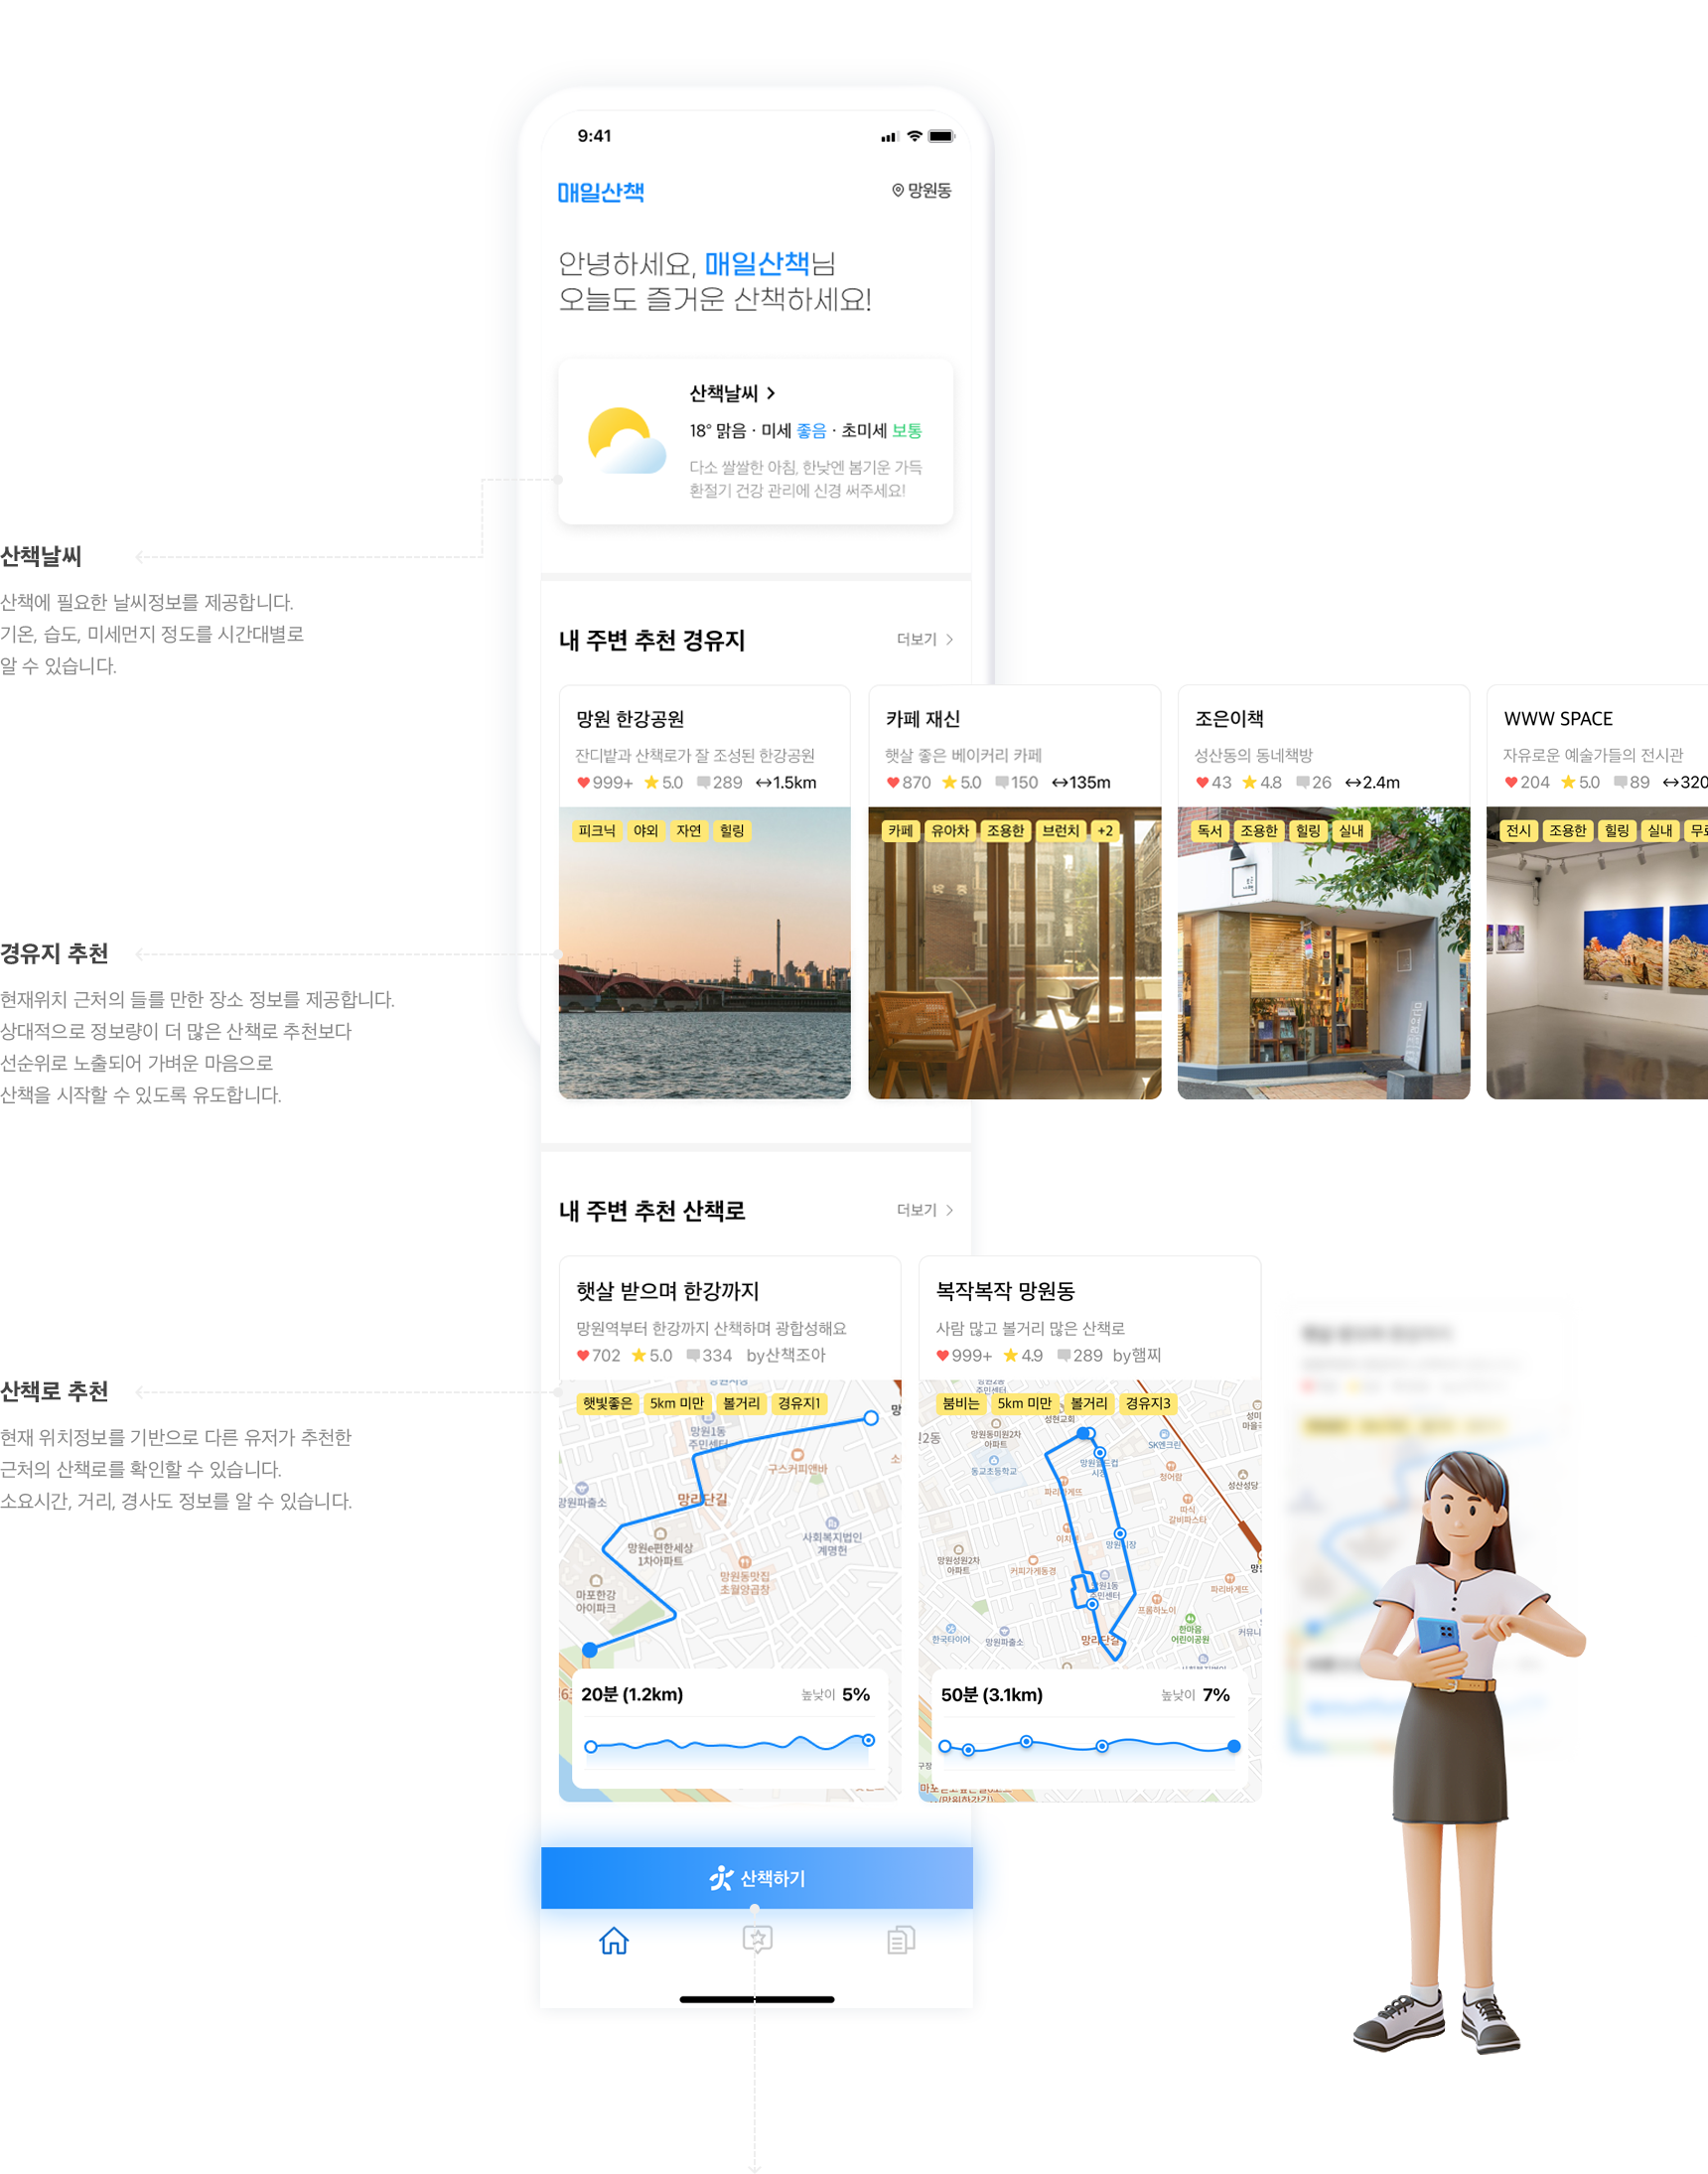 9:41
매일산책
망원동
안녕하세요, 매일산책님
오늘도 즐거운 산책하세요!
산책날씨
18° 맑음 · 미세 좋음 · 초미세 보통
다소 쌀쌀한 아침, 한낮엔 봄기운 가득
환절기 건강 관리에 신경 써주세요!
산책날씨
산책에 필요한 날씨정보를 제공합니다.
기온, 습도, 미세먼지 정도를 시간대별로
알 수 있습니다.
내 주변 추천 경유지
더보기
망원 한강공원
잔디밭과 산책로가 잘 조성된 한강공원
999+ 5.0 289 1.5km
피크닉 야외 자연 힐링
카페 재신
햇살 좋은 베이커리 카페
870 5.0 150 135m
카페 유아차 조용한 브런치 +2
조은이책
성산동의 동네책방
43 4.8 26 2.4m
독서 조용한 힐링 실내
WWW SPACE
자유로운 예술가들의 전시관
204 5.0 89 320
전시 조용한 힐링 실내
경유지 추천
현재위치 근처의 들를 만한 장소 정보를 제공합니다.
상대적으로 정보량이 더 많은 산책로 추천보다
선순위로 노출되어 가벼운 마음으로
산책을 시작할 수 있도록 유도합니다.
내 주변 추천 산책로
더보기
햇살 받으며 한강까지
망원역부터 한강까지 산책하며 광합성해요
702 5.0 334 by산책조아
햇빛좋은 5km 미만 볼거리 경유지1
망원1동
주민센터
구스커피앤바
망원파출소
망리단길
사회복지법인
계명헌
망원e편한세상
1차아파트
망원동맛집
초월양곱창
마포한강
아이파크
20분 (1.2km)
높낮이 5%
복작복작 망원동
사람 많고 볼거리 많은 산책로
999+ 4.9 289 by햄찌
붐비는 5km 미만 볼거리 경유지3
성현교회
망원동미원2차
아파트
SK엔크린
동교초등학교
청어람
성산성당
따식
갈비파스타
망원성원2차
아파트
커피가게동경
파리바게뜨
프롬하노이
한국타이어
망원파출소
망리단길
한마음
어린이공원
50분 (3.1km)
높낮이 7%
산책로 추천
현재 위치정보를 기반으로 다른 유저가 추천한
근처의 산책로를 확인할 수 있습니다.
소요시간, 거리, 경사도 정보를 알 수 있습니다.
산책하기